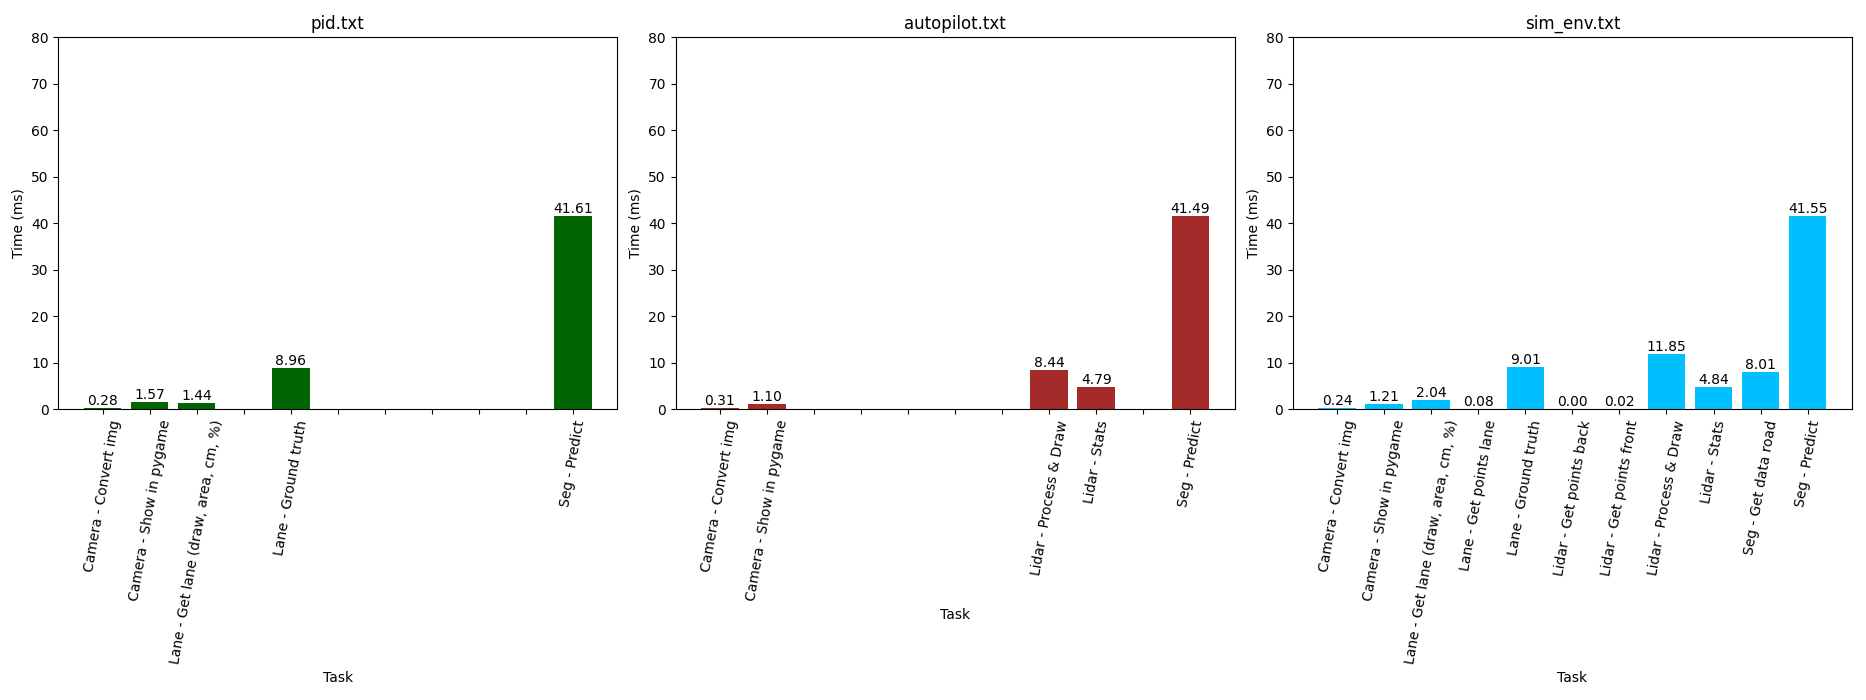 pid.txt
80
70
60
50
40
30
20
10
0
Time (ms)
0.28
1.57
1.44
8.96
41.61
Camera - Convert img
Camera - Show in pygame
Lane - Get lane (draw, area, cm, %)
Lane - Ground truth
Seg - Predict
Task
autopilot.txt
80
70
60
50
40
30
20
10
0
Time (ms)
0.31
1.10
8.44
4.79
41.49
Camera - Convert img
Camera - Show in pygame
Lidar - Process & Draw
Lidar - Stats
Seg - Predict
Task
sim_env.txt
80
70
60
50
40
30
20
10
0
Time (ms)
0.24
1.21
2.04
0.08
9.01
0.00
0.02
11.85
4.84
8.01
41.55
Camera - Convert img
Camera - Show in pygame
Lane - Get lane (draw, area, cm, %)
Lane - Get points lane
Lane - Ground truth
Lidar - Get points back
Lidar - Get points front
Lidar - Process & Draw
Lidar - Stats
Seg - Get data road
Seg - Predict
Task